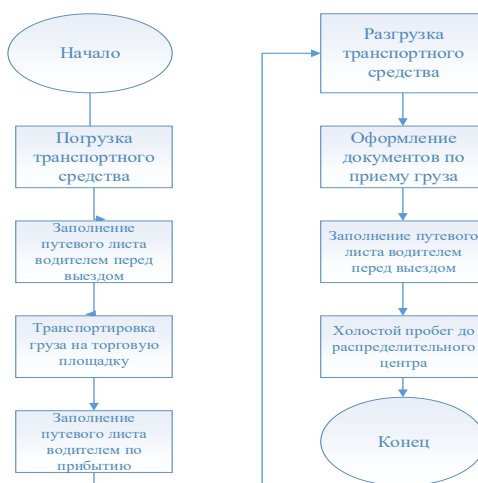 Начало
Погрузка
транспортного
средства
Заполнение
путевого листа
водителем перед
выездом
Транспортировка
груза на торговую
площадку
Заполнение
путевого листа
водителем по
прибытию
Разгрузка
транспортного
средства
Оформление
документов по
приему груза
Заполнение путевого
листа водителем
перед выездом
Холостой пробег до
распределительного
центра
Конец